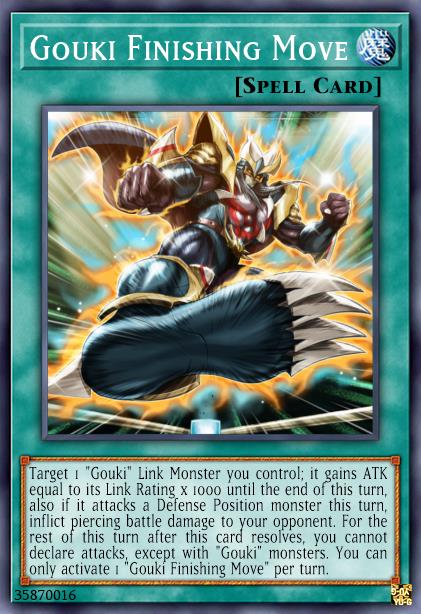 GOUKI FINISHING MOVE 魔
[SPELL CARD]
Target 1 "Gouki" Link Monster you control; it gains ATK
equal to its Link Rating x 1000 until the end of this turn,
also if it attacks a Defense Position monster this turn,
inflict piercing battle damage to your opponent. For the
rest of this turn after this card resolves, you cannot
declare attacks, except with "Gouki" monsters. You can
only activate 1 "Gouki Finishing Move" per turn.
35870016